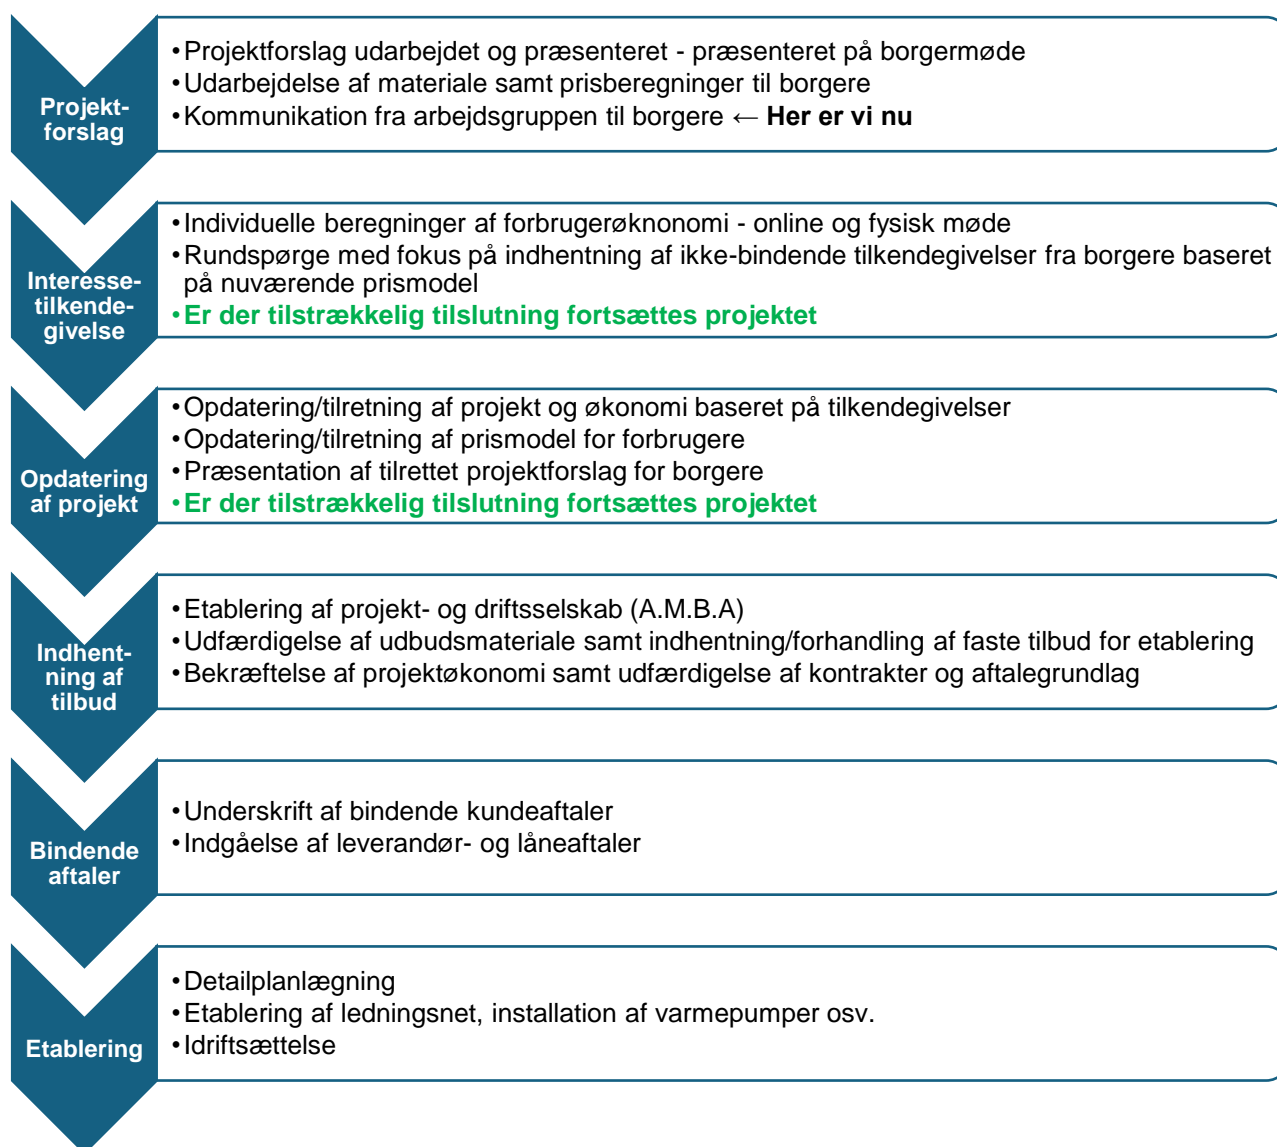 Projekt-
forslag
•Projektforslag udarbejdet og præsenteret - præsenteret på borgermøde
•Udarbejdelse af materiale samt prisberegninger til borgere
•Kommunikation fra arbejdsgruppen til borgere ← Her er vi nu
Interesse-
tilkende-
givelse
•Individuelle beregninger af forbrugerøknonomi - online og fysisk møde
•Rundspørge med fokus på indhentning af ikke-bindende tilkendegivelser fra borgere baseret
på nuværende prismodel
•Er der tilstrækkelig tilslutning fortsættes projektet
Opdatering
af projekt
•Opdatering/tilretning af projekt og økonomi baseret på tilkendegivelser
•Opdatering/tilretning af prismodel for forbrugere
•Præsentation af tilrettet projektforslag for borgere
•Er der tilstrækkelig tilslutning fortsættes projektet
Indhent-
ning af
tilbud
•Etablering af projekt- og driftsselskab (A.M.B.A)
•Udfærdigelse af udbudsmateriale samt indhentning/forhandling af faste tilbud for etablering
•Bekræftelse af projektøkonomi samt udfærdigelse af kontrakter og aftalegrundlag
Bindende
aftaler
•Underskrift af bindende kundeaftaler
•Indgåelse af leverandør- og låneaftaler
Etablering
•Detailplanlægning
•Etablering af ledningsnet, installation af varmepumper osv.
•Idriftsættelse